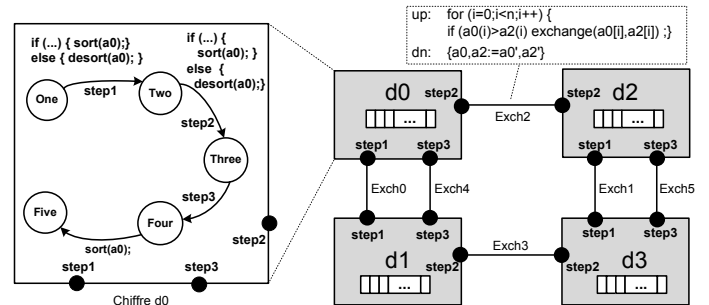 up: for (i=0;i<n;i++) {
if (a0(i)>a2(i) exchange(a0[i],a2[i]) ;}
dn: {a0,a2:=a0',a2'}
if (...) { sort(a0);}
else { desort(a0); }
if (...) {
sort(a0); }
else {
desort(a0);}
One
step1
Two
step2
Three
step3
Four
sort(a0);
Five
step2
step1
step3
Chiffre d0
d0
step2
...
step1
step3
Exch2
d2
step2
...
step1
step3
Exch0
Exch4
Exch1
Exch5
step1
step3
d1
step2
...
Exch3
step1
step3
d3
step2
...